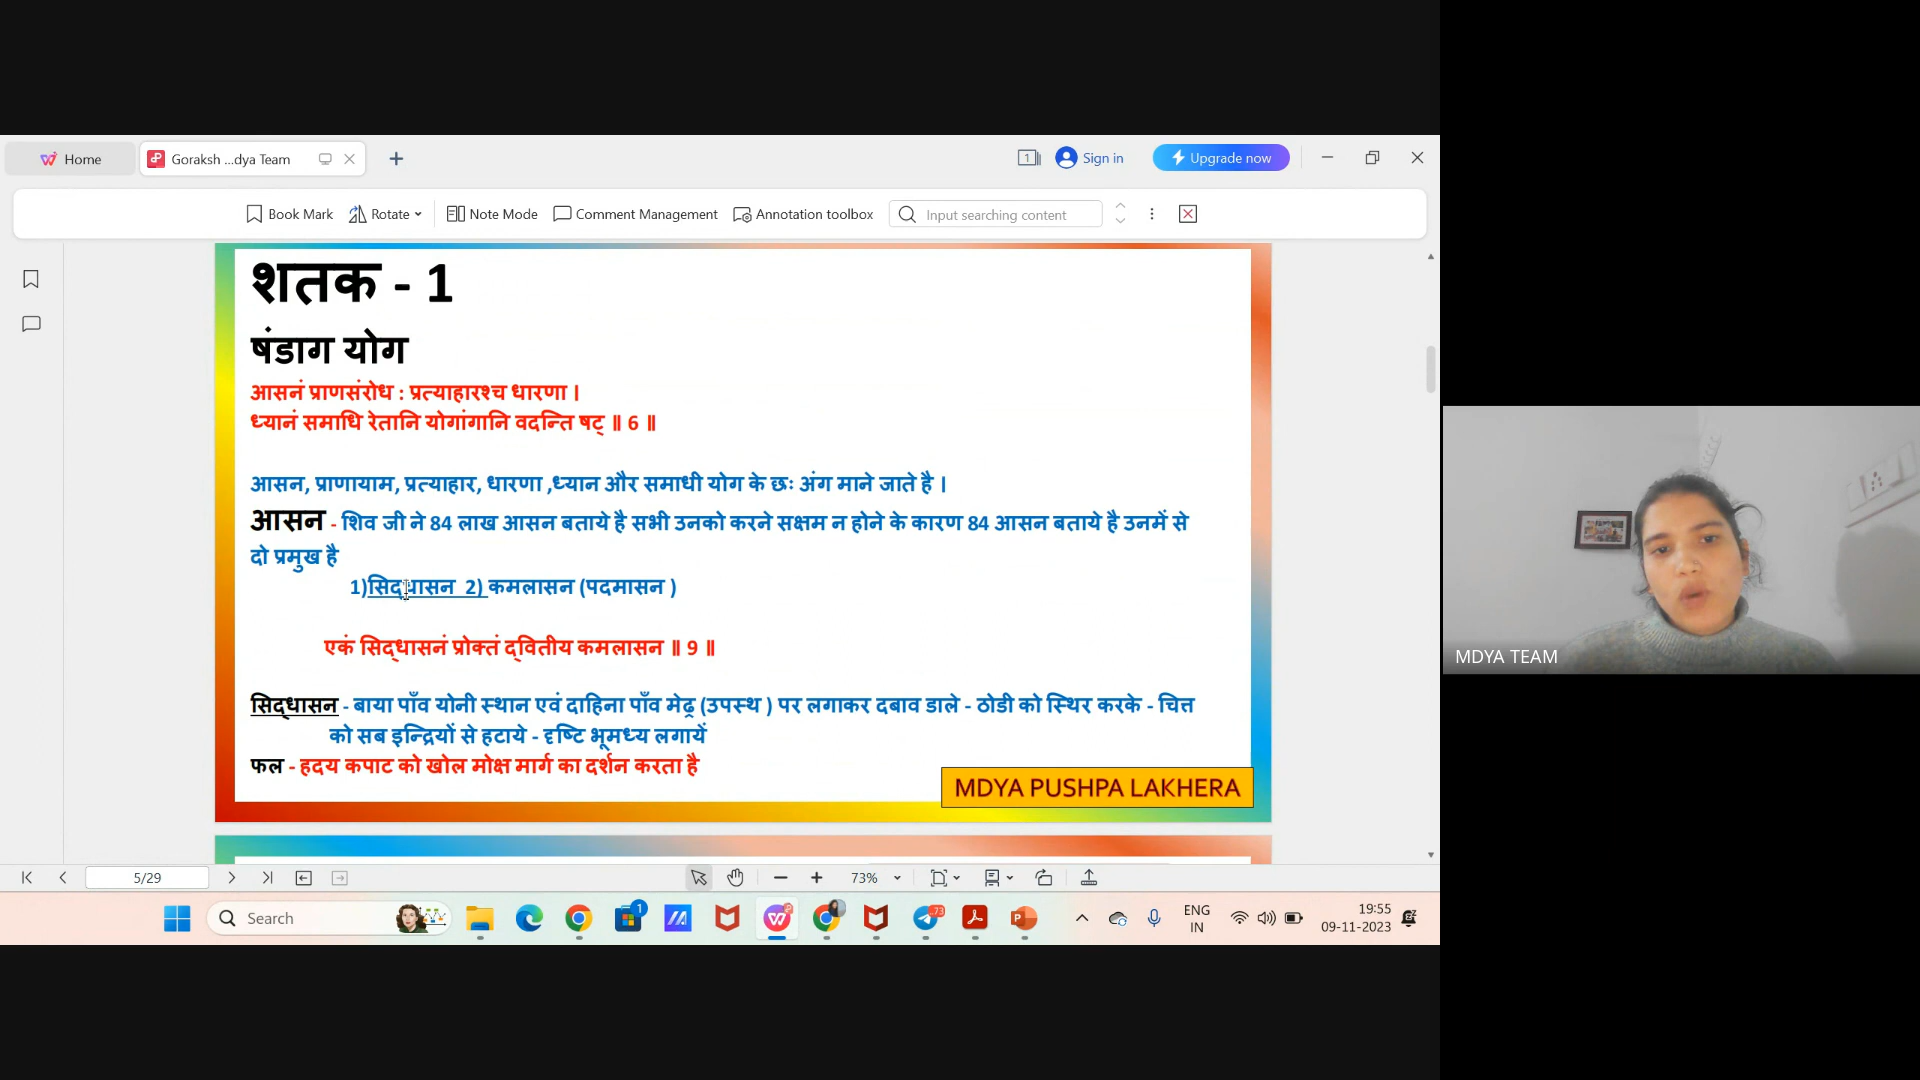 Home
Goraksh ...dya Team
1
Sign in
Upgrade now
Book Mark
Rotate
Note Mode
Comment Management
Annotation toolbox
Input searching content
शतक - 1
षंडाग योग
आसनं प्राणसंरोध : प्रत्याहारश्च धारणा ।
ध्यानं समाधि रेतानि योगांगानि वदन्ति षट् ॥ 6 ॥
आसन, प्राणायाम, प्रत्याहार, धारणा ,ध्यान और समाधी योग के छः अंग माने जाते है ।
आसन - शिव जी ने 84 लाख आसन बताये है सभी उनको करने सक्षम न होने के कारण 84 आसन बताये है उनमें से
दो प्रमुख है
1)सिद्धासन 2) कमलासन (पदमासन )
एकं सिद्धासनं प्रोक्तं द्वितीय कमलासन ॥ 9 ॥
सिद्धासन - बाया पाँव योनी स्थान एवं दाहिना पाँव मेढ्र (उपस्थ ) पर लगाकर दबाव डाले - ठोडी को स्थिर करके - चित्त
को सब इन्द्रियों से हटाये - दृष्टि भूमध्य लगायें
फल - हदय कपाट को खोल मोक्ष मार्ग का दर्शन करता है
MDYA PUSHPA LAKHERA
MDYA TEAM
5/29
73%
Search
1
73
ENG
IN
19:55
09-11-2023